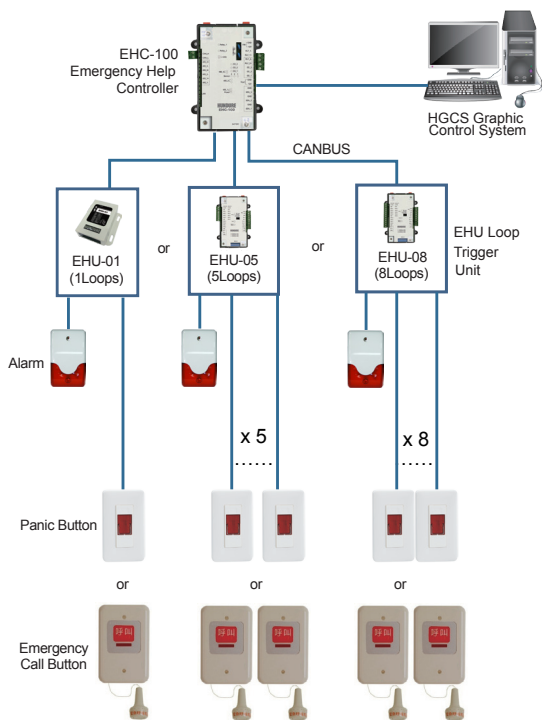 EHC-100
Emergency Help
Controller
HGCS Graphic
Control System
CANBUS
EHU-01
(1Loops)
or
EHU-05
(5Loops)
or
EHU-08
(8Loops)
EHU Loop
Trigger
Unit
Alarm
x 5
......
x 8
......
Panic Button
or
or
or
Emergency
Call Button
呼叫
呼叫
呼叫
呼叫
呼叫